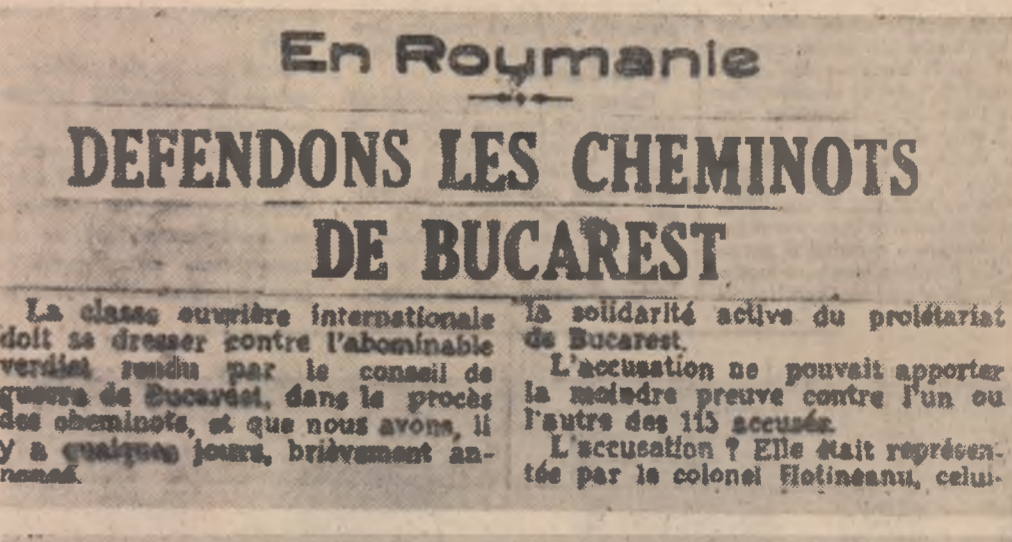 En Roumanie
DEFENDONS LES CHEMINOTS
DE BUCAREST
La classe ouvrière internationale
doit se dresser contre l'abominable
verdict rendu par le conseil de
guerre de Bucarest, dans le procès
des cheminots, et que nous avons, il
y a quelques jours, brièvement an-
noncé.
la solidarité active du prolétariat
de Bucarest.
L'accusation ne pouvait apporter
la moindre preuve contre l'un ou
l'autre des 113 accusés.
L'accusation ? Elle était représen-
tée par le colonel Hotineanu, celui-